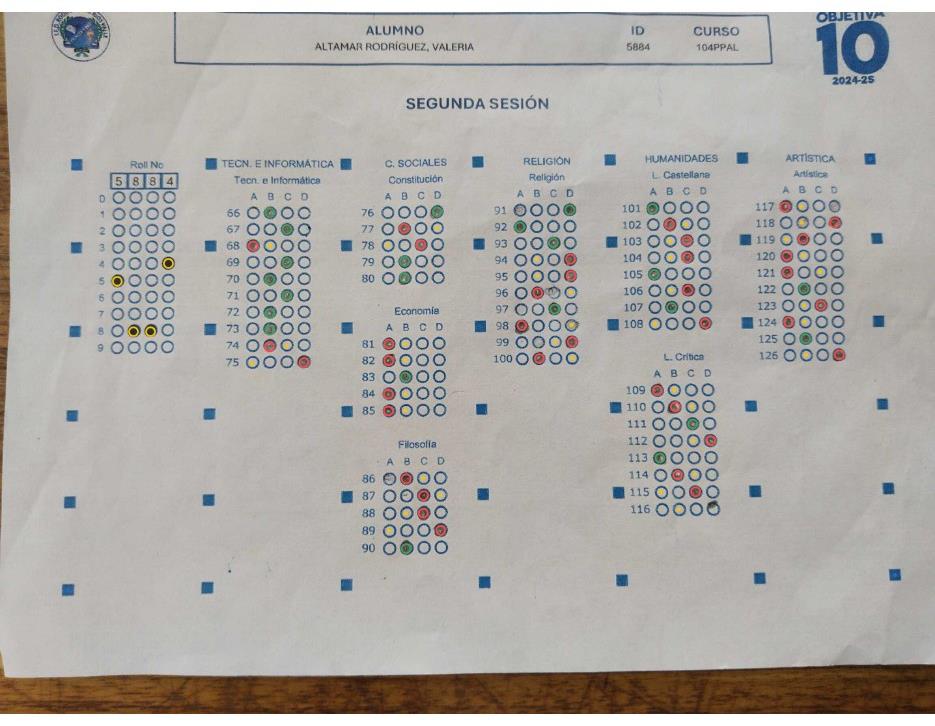 ALUMNO
ALTAMAR RODRÍGUEZ, VALERIA
ID
5884
CURSO
104PPAL
OBJETIVA
10
2024-25
SEGUNDA SESIÓN
Roll No
5 8 8 4
0
1
2
3
4
5
6
7
8
9
TECN. E INFORMÁTICA
Tecn. e Informática
A B C D
66
67
68
69
70
71
72
73
74
75
C. SOCIALES
Constitución
A B C D
76
77
78
79
80
Economía
A B C D
81
82
83
84
85
Filosofía
A B C D
86
87
88
89
90
RELIGIÓN
Religión
A B C D
91
92
93
94
95
96
97
98
99
100
HUMANIDADES
L. Castellana
A B C D
101
102
103
104
105
106
107
108
L. Crítica
A B C D
109
110
111
112
113
114
115
116
ARTÍSTICA
Artística
A B C D
117
118
119
120
121
122
123
124
125
126